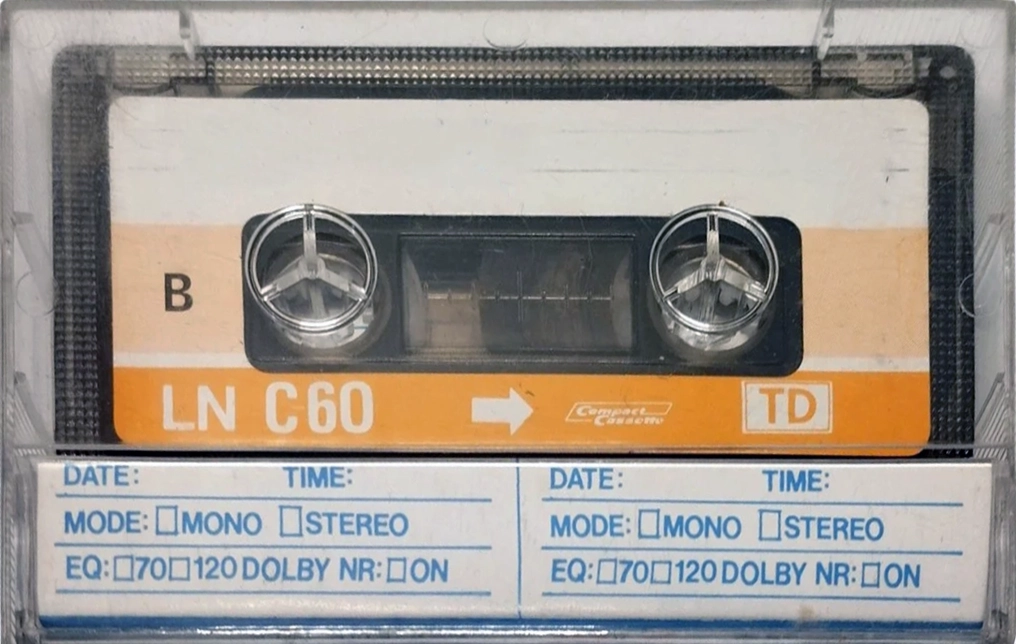 B
LN C60
Compact
Cassette
TD
DATE: TIME:
MODE: □MONO □STEREO
EQ:□70□120 DOLBY NR:□ON
DATE: TIME:
MODE: □MONO □STEREO
EQ:□70□120 DOLBY NR:□ON